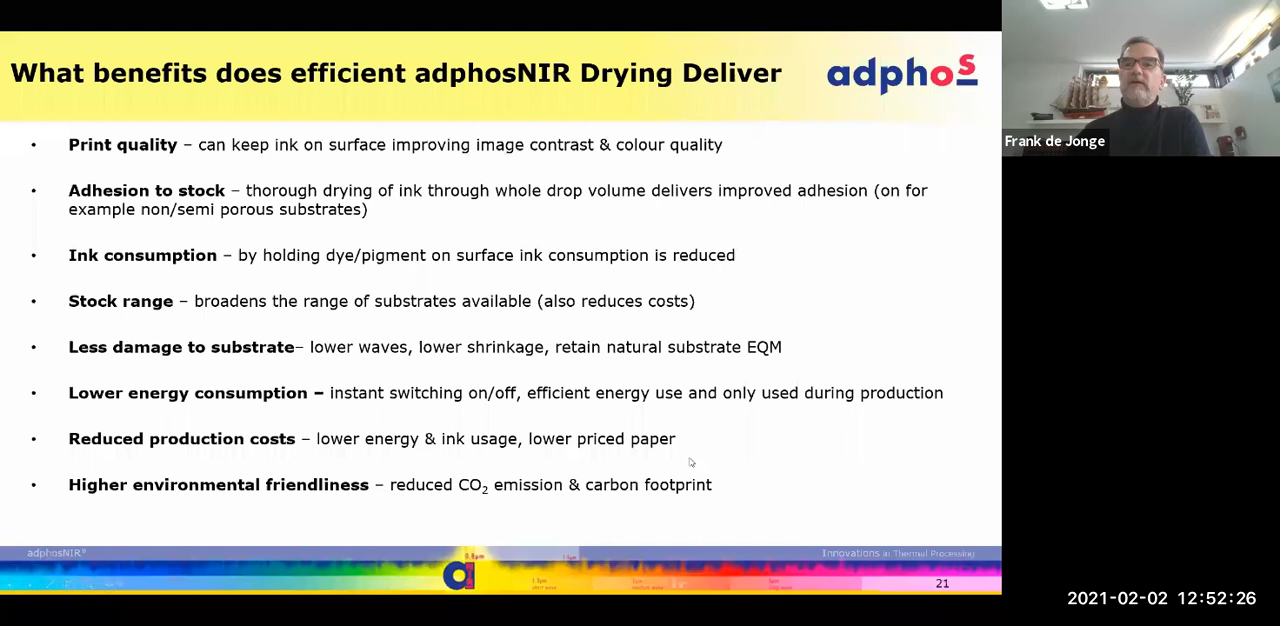 What benefits does efficient adphosNIR Drying Deliver
adphos
• Print quality – can keep ink on surface improving image contrast & colour quality
• Adhesion to stock – thorough drying of ink through whole drop volume delivers improved adhesion (on for
example non/semi porous substrates)
• Ink consumption – by holding dye/pigment on surface ink consumption is reduced
• Stock range – broadens the range of substrates available (also reduces costs)
• Less damage to substrate– lower waves, lower shrinkage, retain natural substrate EQM
• Lower energy consumption – instant switching on/off, efficient energy use and only used during production
• Reduced production costs – lower energy & ink usage, lower priced paper
• Higher environmental friendliness – reduced CO₂ emission & carbon footprint
adphosNIR®
Innovations in Thermal Processing
0.8µm
21
Frank de Jonge
2021-02-02 12:52:26